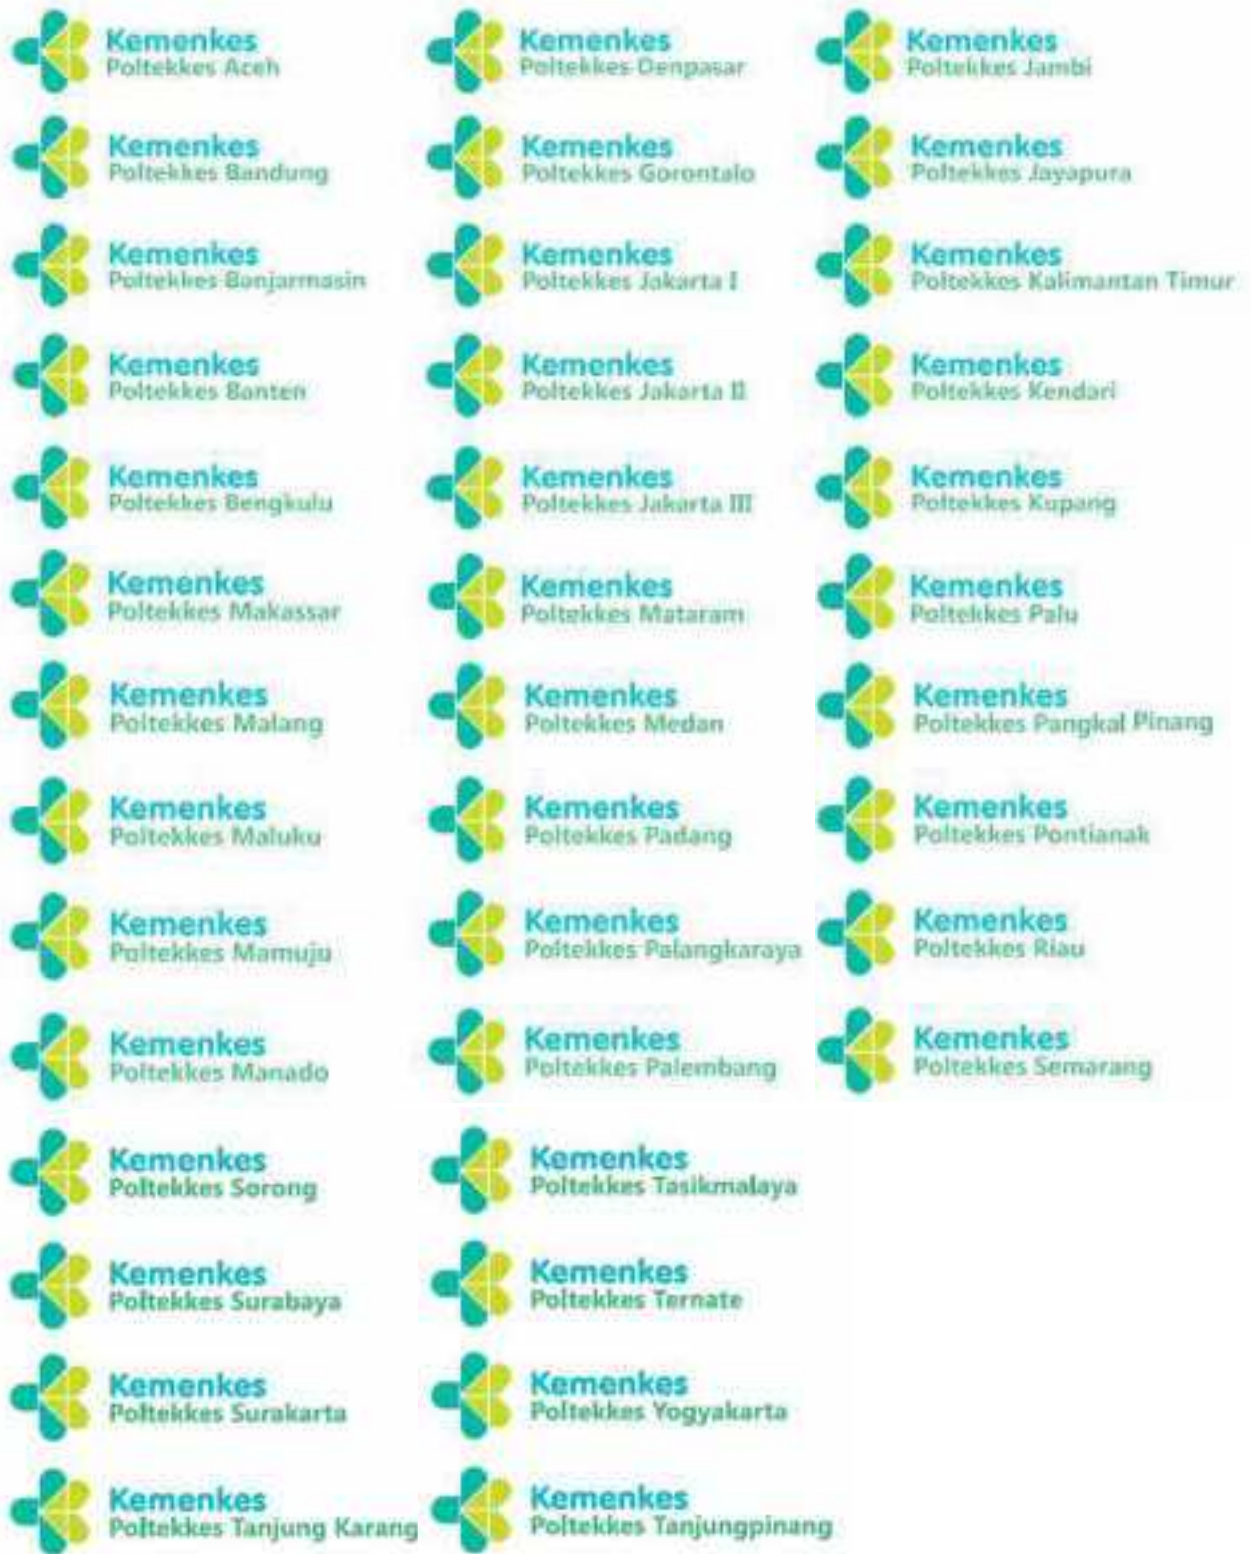 Kemenkes
Poltekkes Aceh
Kemenkes
Poltekkes Denpasar
Kemenkes
Poltekkes Jambi
Kemenkes
Poltekkes Bandung
Kemenkes
Poltekkes Gorontalo
Kemenkes
Poltekkes Jayapura
Kemenkes
Poltekkes Banjarmasin
Kemenkes
Poltekkes Jakarta I
Kemenkes
Poltekkes Kalimantan Timur
Kemenkes
Poltekkes Banten
Kemenkes
Poltekkes Jakarta II
Kemenkes
Poltekkes Kendari
Kemenkes
Poltekkes Bengkulu
Kemenkes
Poltekkes Jakarta III
Kemenkes
Poltekkes Kupang
Kemenkes
Poltekkes Makassar
Kemenkes
Poltekkes Mataram
Kemenkes
Poltekkes Palu
Kemenkes
Poltekkes Malang
Kemenkes
Poltekkes Medan
Kemenkes
Poltekkes Pangkal Pinang
Kemenkes
Poltekkes Maluku
Kemenkes
Poltekkes Padang
Kemenkes
Poltekkes Pontianak
Kemenkes
Poltekkes Mamuju
Kemenkes
Poltekkes Palangkaraya
Kemenkes
Poltekkes Riau
Kemenkes
Poltekkes Manado
Kemenkes
Poltekkes Palembang
Kemenkes
Poltekkes Semarang
Kemenkes
Poltekkes Sorong
Kemenkes
Poltekkes Tasikmalaya
Kemenkes
Poltekkes Surabaya
Kemenkes
Poltekkes Ternate
Kemenkes
Poltekkes Surakarta
Kemenkes
Poltekkes Yogyakarta
Kemenkes
Poltekkes Tanjung Karang
Kemenkes
Poltekkes Tanjungpinang